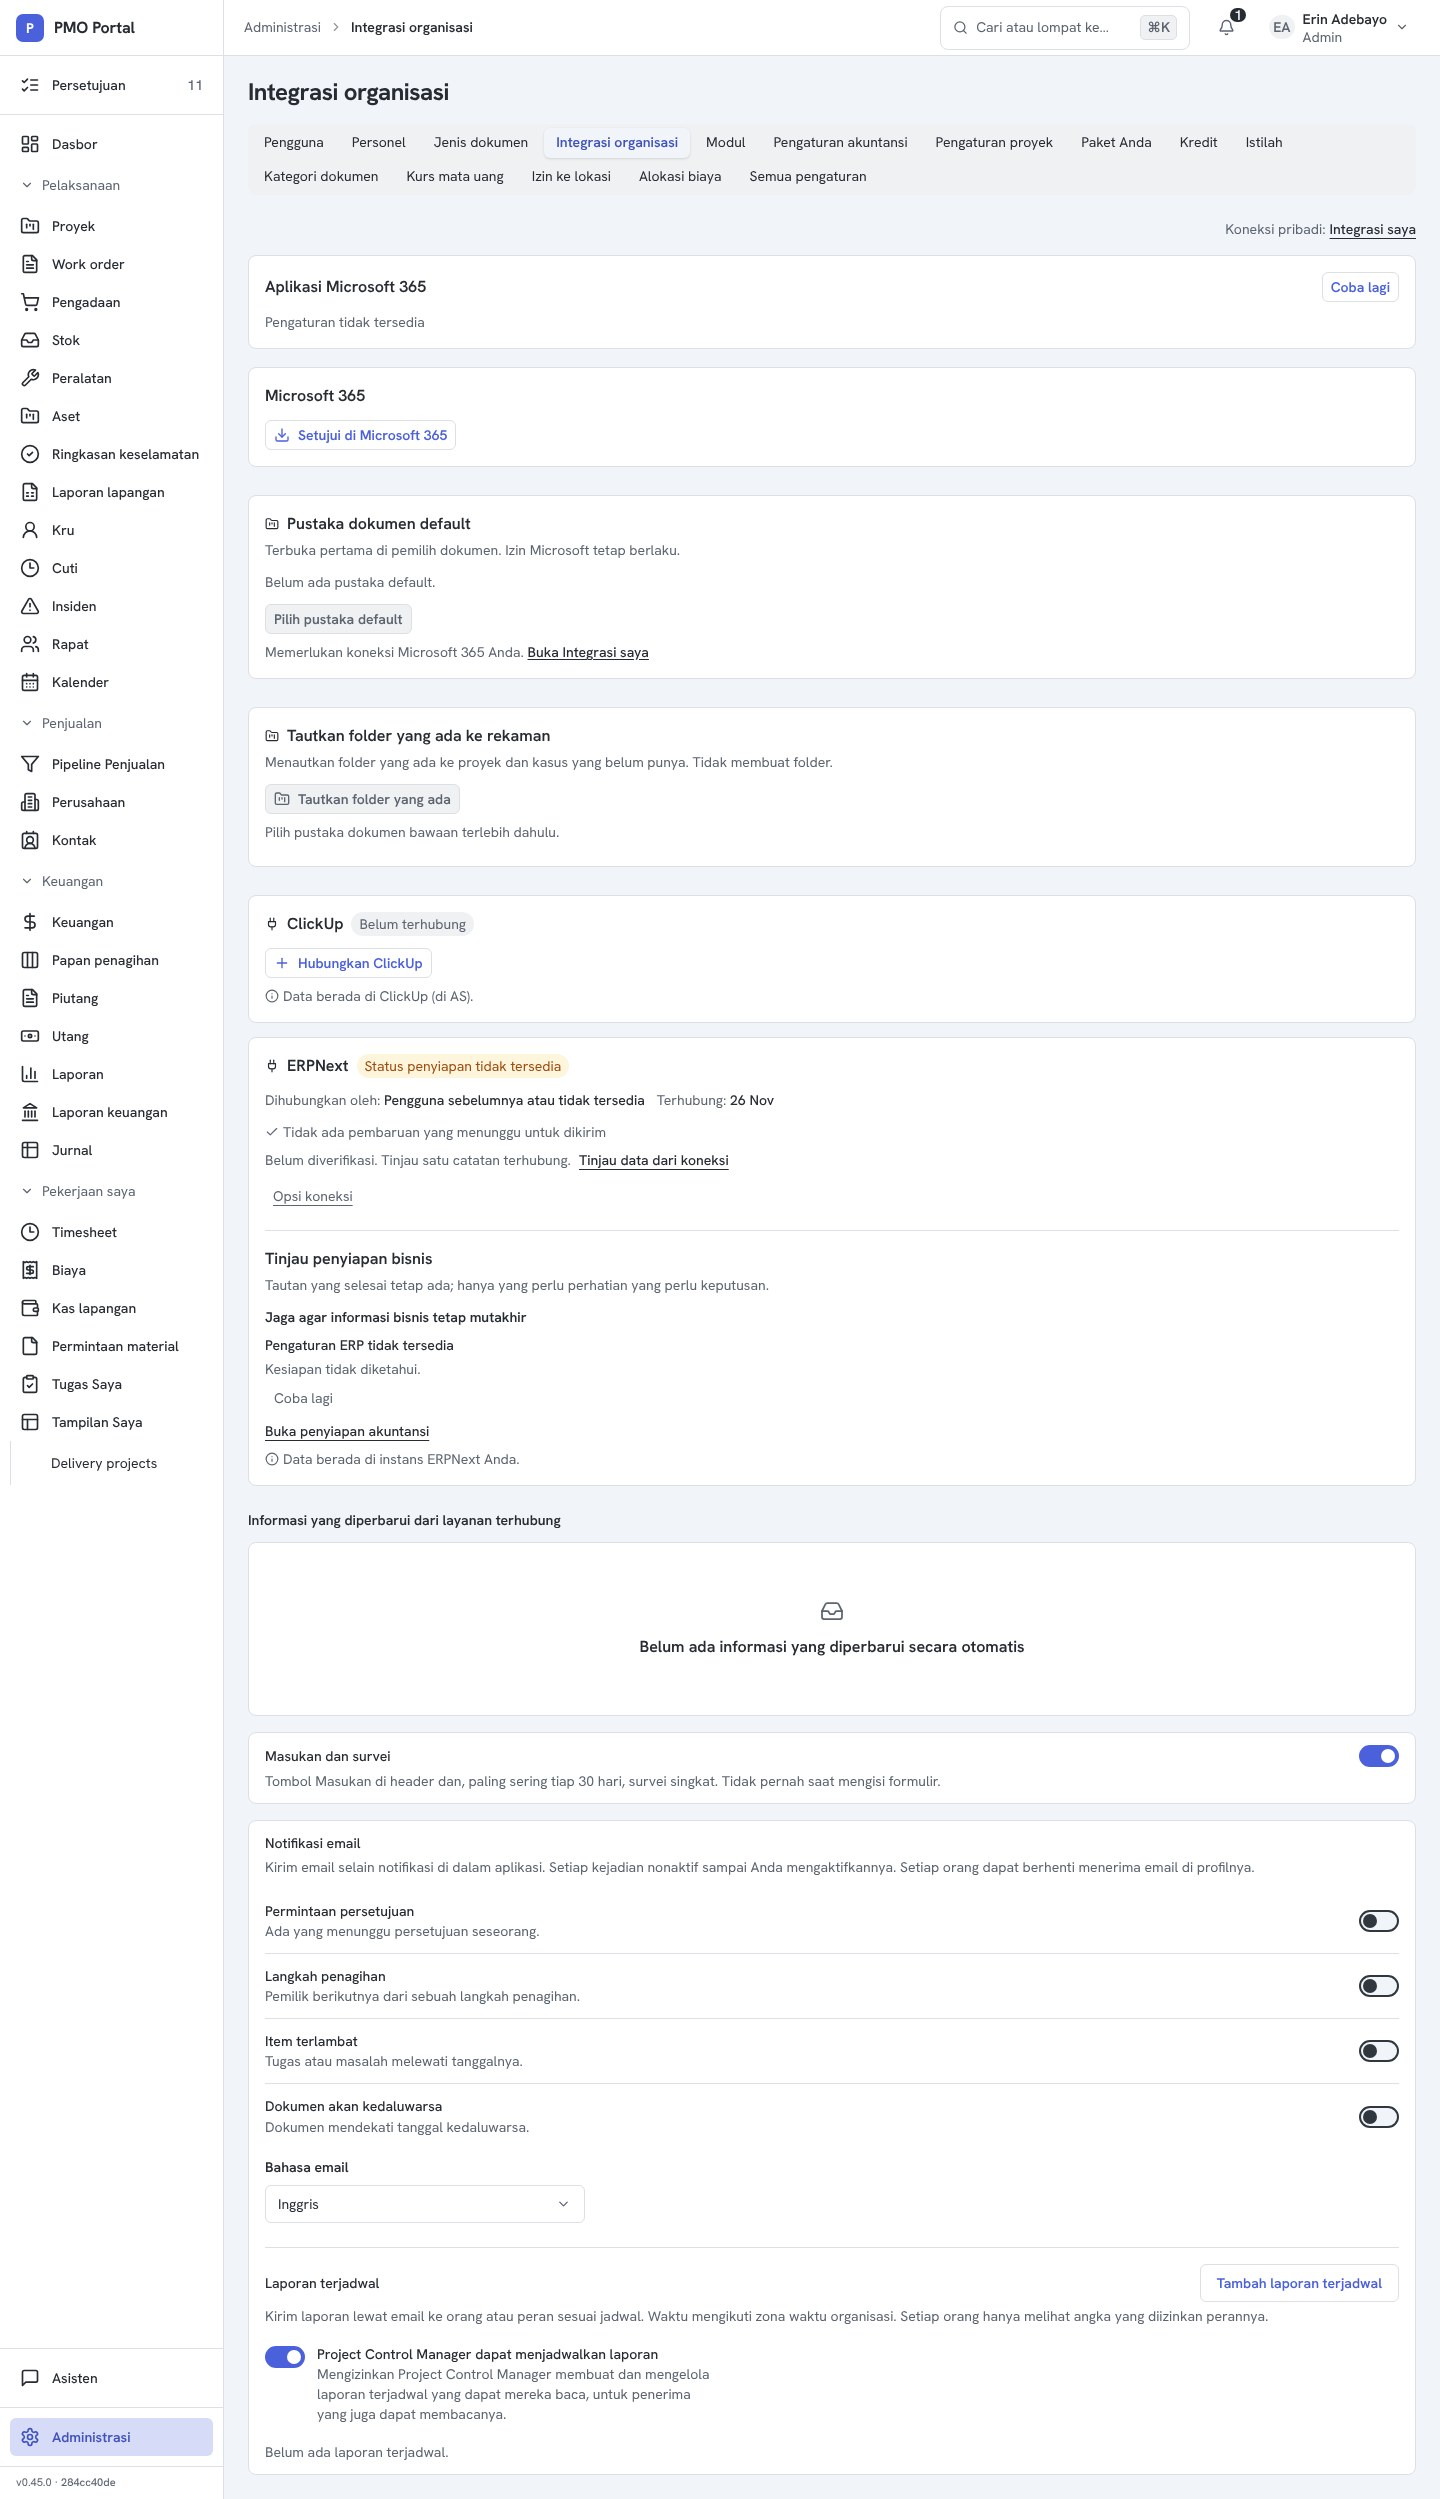 P PMO Portal
Administrasi > Integrasi organisasi
Cari atau lompat ke... ⌘K
1
EA Erin Adebayo
Admin
Persetujuan 11
Dasbor
Pelaksanaan
Proyek
Work order
Pengadaan
Stok
Peralatan
Aset
Ringkasan keselamatan
Laporan lapangan
Kru
Cuti
Insiden
Rapat
Kalender
Penjualan
Pipeline Penjualan
Perusahaan
Kontak
Keuangan
Keuangan
Papan penagihan
Piutang
Utang
Laporan
Laporan keuangan
Jurnal
Pekerjaan saya
Timesheet
Biaya
Kas lapangan
Permintaan material
Tugas Saya
Tampilan Saya
Delivery projects
Asisten
Administrasi
v0.45.0 · 284cc40de
Integrasi organisasi
Pengguna Personel Jenis dokumen Integrasi organisasi Modul Pengaturan akuntansi Pengaturan proyek Paket Anda Kredit Istilah
Kategori dokumen Kurs mata uang Izin ke lokasi Alokasi biaya Semua pengaturan
Koneksi pribadi: Integrasi saya
Aplikasi Microsoft 365
Coba lagi
Pengaturan tidak tersedia
Microsoft 365
Setujui di Microsoft 365
Pustaka dokumen default
Terbuka pertama di pemilih dokumen. Izin Microsoft tetap berlaku.
Belum ada pustaka default.
Pilih pustaka default
Memerlukan koneksi Microsoft 365 Anda. Buka Integrasi saya
Tautkan folder yang ada ke rekaman
Menautkan folder yang ada ke proyek dan kasus yang belum punya. Tidak membuat folder.
Tautkan folder yang ada
Pilih pustaka dokumen bawaan terlebih dahulu.
ClickUp Belum terhubung
Hubungkan ClickUp
Data berada di ClickUp (di AS).
ERPNext Status penyiapan tidak tersedia
Dihubungkan oleh: Pengguna sebelumnya atau tidak tersedia Terhubung: 26 Nov
Tidak ada pembaruan yang menunggu untuk dikirim
Belum diverifikasi. Tinjau satu catatan terhubung. Tinjau data dari koneksi
Opsi koneksi
Tinjau penyiapan bisnis
Tautan yang selesai tetap ada; hanya yang perlu perhatian yang perlu keputusan.
Jaga agar informasi bisnis tetap mutakhir
Pengaturan ERP tidak tersedia
Kesiapan tidak diketahui.
Coba lagi
Buka penyiapan akuntansi
Data berada di instans ERPNext Anda.
Informasi yang diperbarui dari layanan terhubung
Belum ada informasi yang diperbarui secara otomatis
Masukan dan survei
Tombol Masukan di header dan, paling sering tiap 30 hari, survei singkat. Tidak pernah saat mengisi formulir.
Notifikasi email
Kirim email selain notifikasi di dalam aplikasi. Setiap kejadian nonaktif sampai Anda mengaktifkannya. Setiap orang dapat berhenti menerima email di profilnya.
Permintaan persetujuan
Ada yang menunggu persetujuan seseorang.
Langkah penagihan
Pemilik berikutnya dari sebuah langkah penagihan.
Item terlambat
Tugas atau masalah melewati tanggalnya.
Dokumen akan kedaluwarsa
Dokumen mendekati tanggal kedaluwarsa.
Bahasa email
Inggris
Laporan terjadwal
Tambah laporan terjadwal
Kirim laporan lewat email ke orang atau peran sesuai jadwal. Waktu mengikuti zona waktu organisasi. Setiap orang hanya melihat angka yang diizinkan perannya.
Project Control Manager dapat menjadwalkan laporan
Mengizinkan Project Control Manager membuat dan mengelola
laporan terjadwal yang dapat mereka baca, untuk penerima
yang juga dapat membacanya.
Belum ada laporan terjadwal.